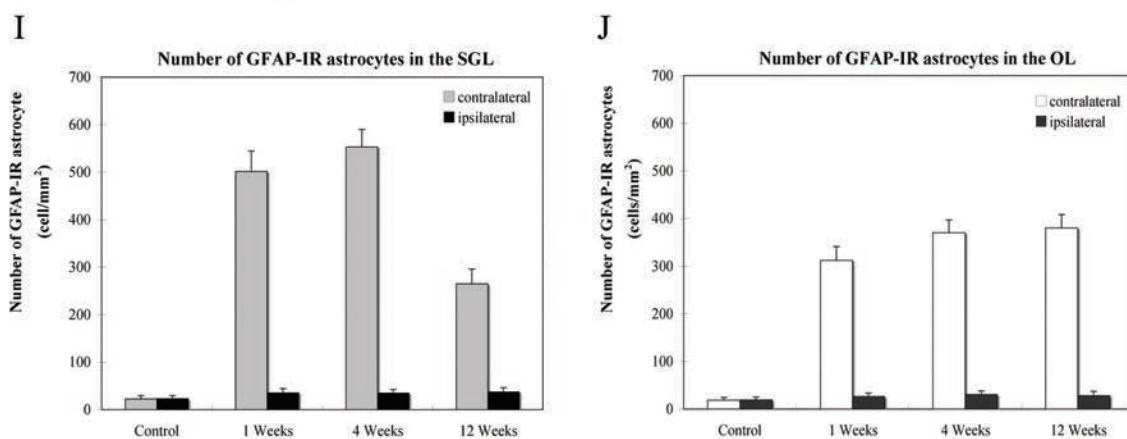 I
Number of GFAP-IR astrocytes in the SGL
Number of GFAP-IR astrocyte
(cell/mm²)
700
600
500
400
300
200
100
0
contralateral
ipsilateral
Control
1 Weeks
4 Weeks
12 Weeks
J
Number of GFAP-IR astrocytes in the OL
Number of GFAP-IR astrocytes
(cells/mm²)
700
600
500
400
300
200
100
0
contralateral
ipsilateral
Control
1 Weeks
4 Weeks
12 Weeks